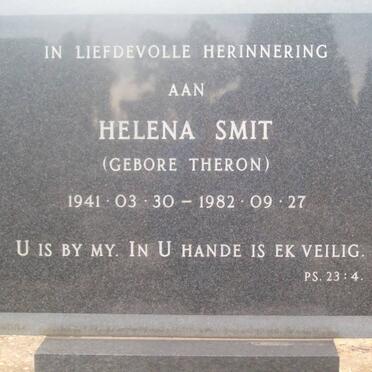 IN LIEFDEVOLLE HERINNERING
AAN
HELENA SMIT
(GEBORE THERON)
1941·03·30 – 1982·09·27
U IS BY MY. IN U HANDE IS EK VEILIG.
PS. 23:4.